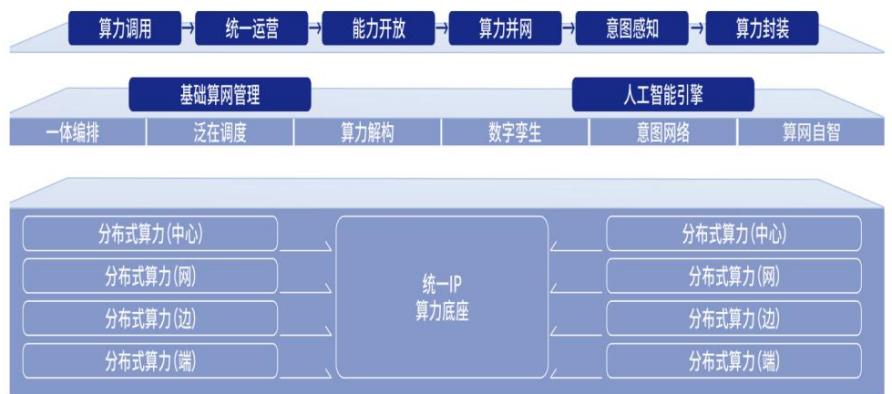 算力调用 → 统一运营 → 能力开放 → 算力并网 → 意图感知 → 算力封装
基础算网管理 人工智能引擎
一体编排 泛在调度 算力解构 数字孪生 意图网络 算网自智
分布式算力(中心) 分布式算力(中心)
分布式算力(网) 统一IP 分布式算力(网)
分布式算力(边) 算力底座 分布式算力(边)
分布式算力(端) 分布式算力(端)